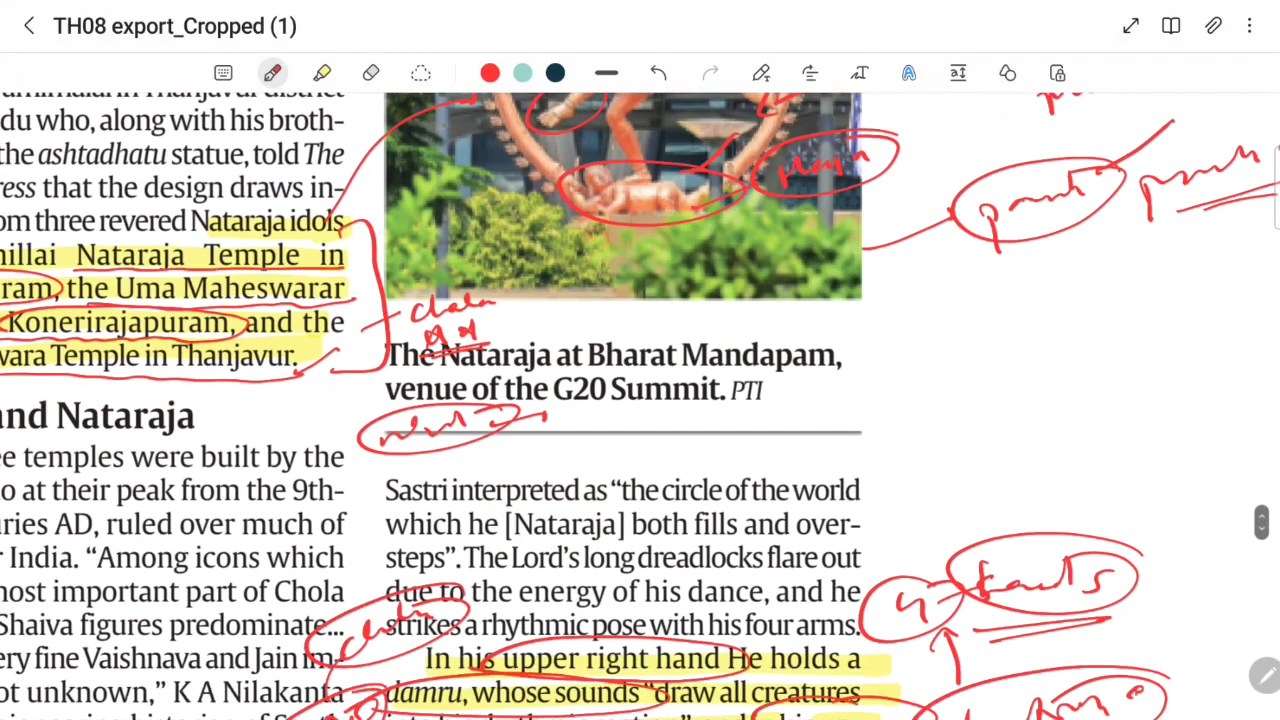 TH08 export_Cropped (1)
du who, along with his broth-
the ashtadhatu statue, told The
ress that the design draws in-
om three revered Nataraja idols
hillai Nataraja Temple in
ram, the Uma Maheswarar
Konerirajapuram, and the
wara Temple in Thanjavur.
and Nataraja
ee temples were built by the
o at their peak from the 9th-
uries AD, ruled over much of
r India. “Among icons which
most important part of Chola
Shaiva figures predominate...
ery fine Vaishnava and Jain im-
ot unknown,” K A Nilakanta
Chola
The Nataraja at Bharat Mandapam,
venue of the G20 Summit. PTI
Sastri interpreted as “the circle of the world
which he [Nataraja] both fills and over-
steps”. The Lord’s long dreadlocks flare out
due to the energy of his dance, and he
strikes a rhythmic pose with his four arms.
In his upper right hand He holds a
damru, whose sounds “draw all creatures
4 hands